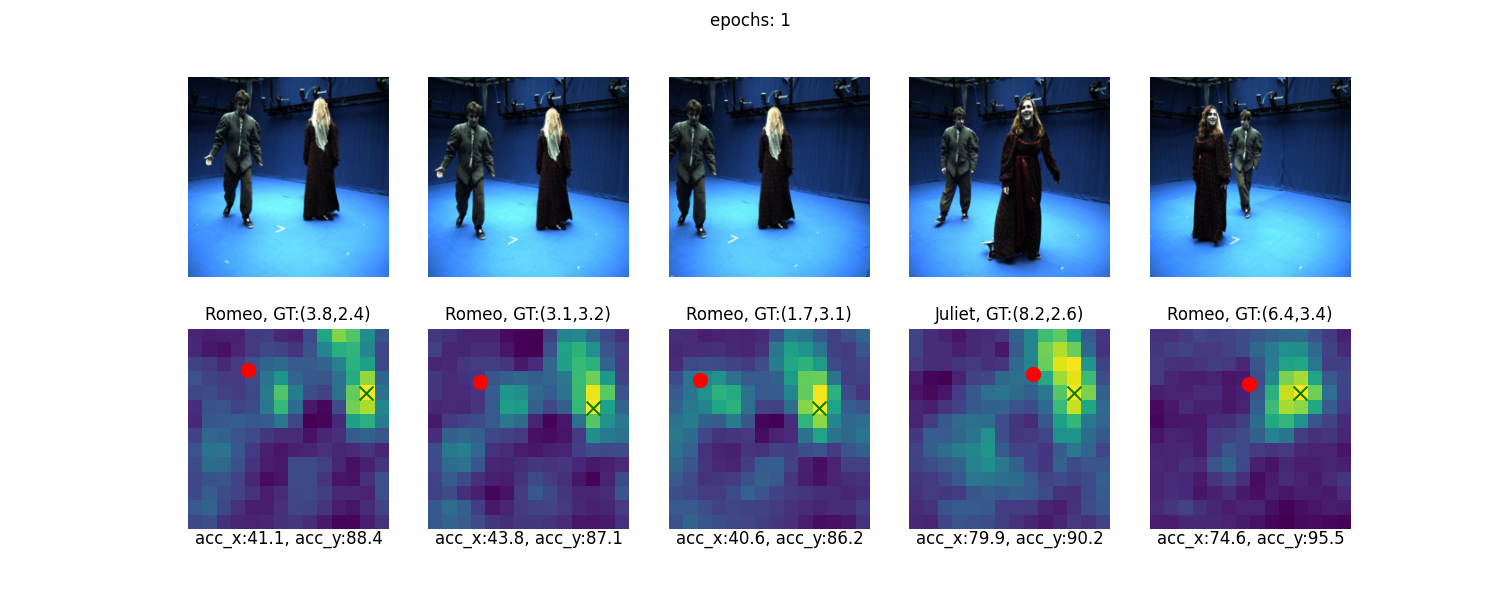 epochs: 1
Romeo, GT:(3.8,2.4)
Romeo, GT:(3.1,3.2)
Romeo, GT:(1.7,3.1)
Juliet, GT:(8.2,2.6)
Romeo, GT:(6.4,3.4)
acc_x:41.1, acc_y:88.4
acc_x:43.8, acc_y:87.1
acc_x:40.6, acc_y:86.2
acc_x:79.9, acc_y:90.2
acc_x:74.6, acc_y:95.5